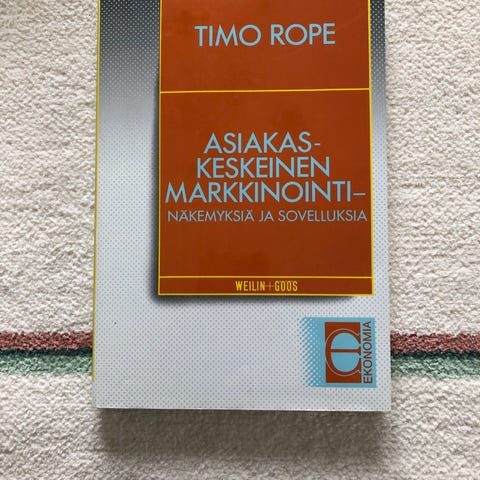 TIMO ROPE
ASIAKAS-
KESKEINEN
MARKKINOINTI–
NÄKEMYKSIÄ JA SOVELLUKSIA
WEILIN+GÖÖS
e
EKONOMIA